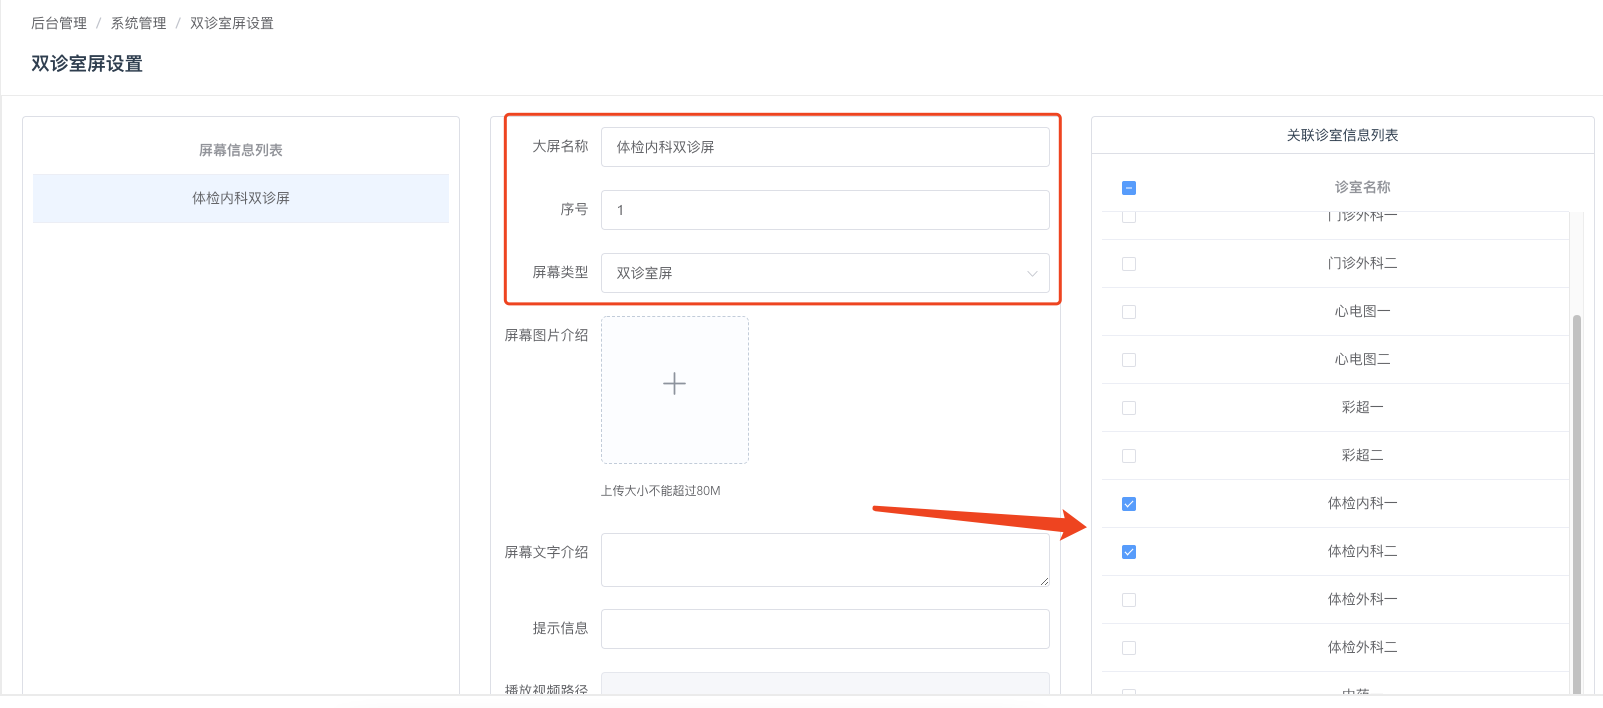 后台管理 / 系统管理 / 双诊室屏设置
双诊室屏设置
屏幕信息列表
体检内科双诊屏
大屏名称 体检内科双诊屏
序号 1
屏幕类型 双诊室屏
屏幕图片介绍
上传大小不能超过80M
屏幕文字介绍
提示信息
播放视频路径
关联诊室信息列表
诊室名称
门诊外科一
门诊外科二
心电图一
心电图二
彩超一
彩超二
体检内科一
体检内科二
体检外科一
体检外科二